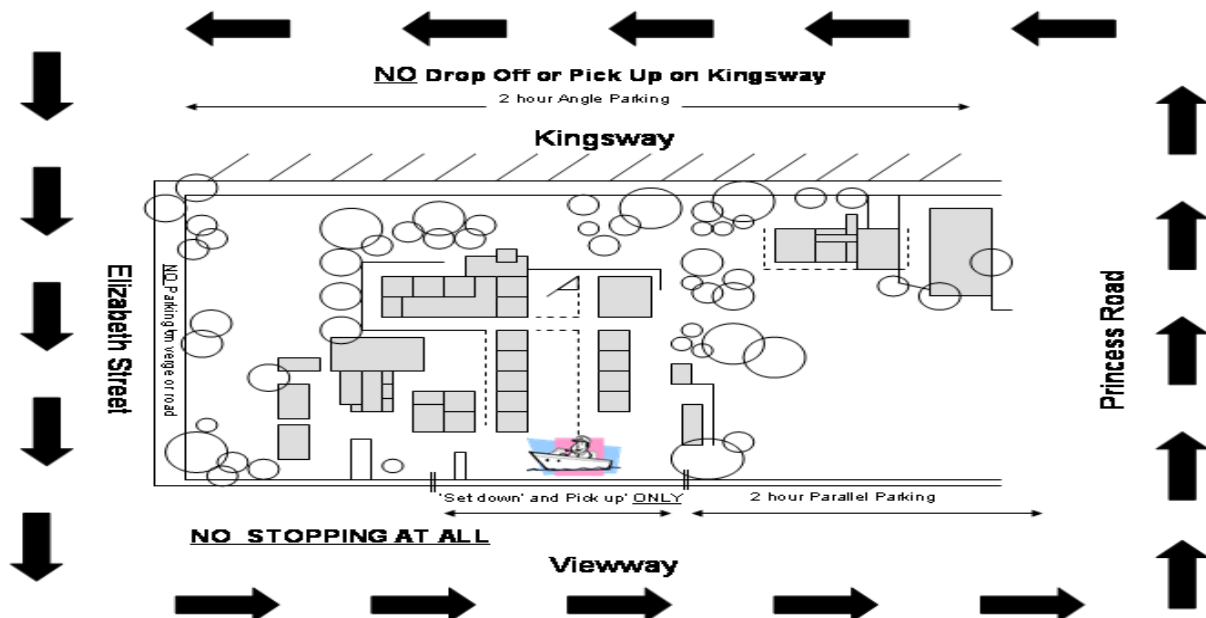 NO Drop Off or Pick Up on Kingsway
2 hour Angle Parking
Kingsway
Elizabeth Street
NO Parking on verge or road
Princess Road
'Set down' and Pick up' ONLY
2 hour Parallel Parking
NO STOPPING AT ALL
Viewway